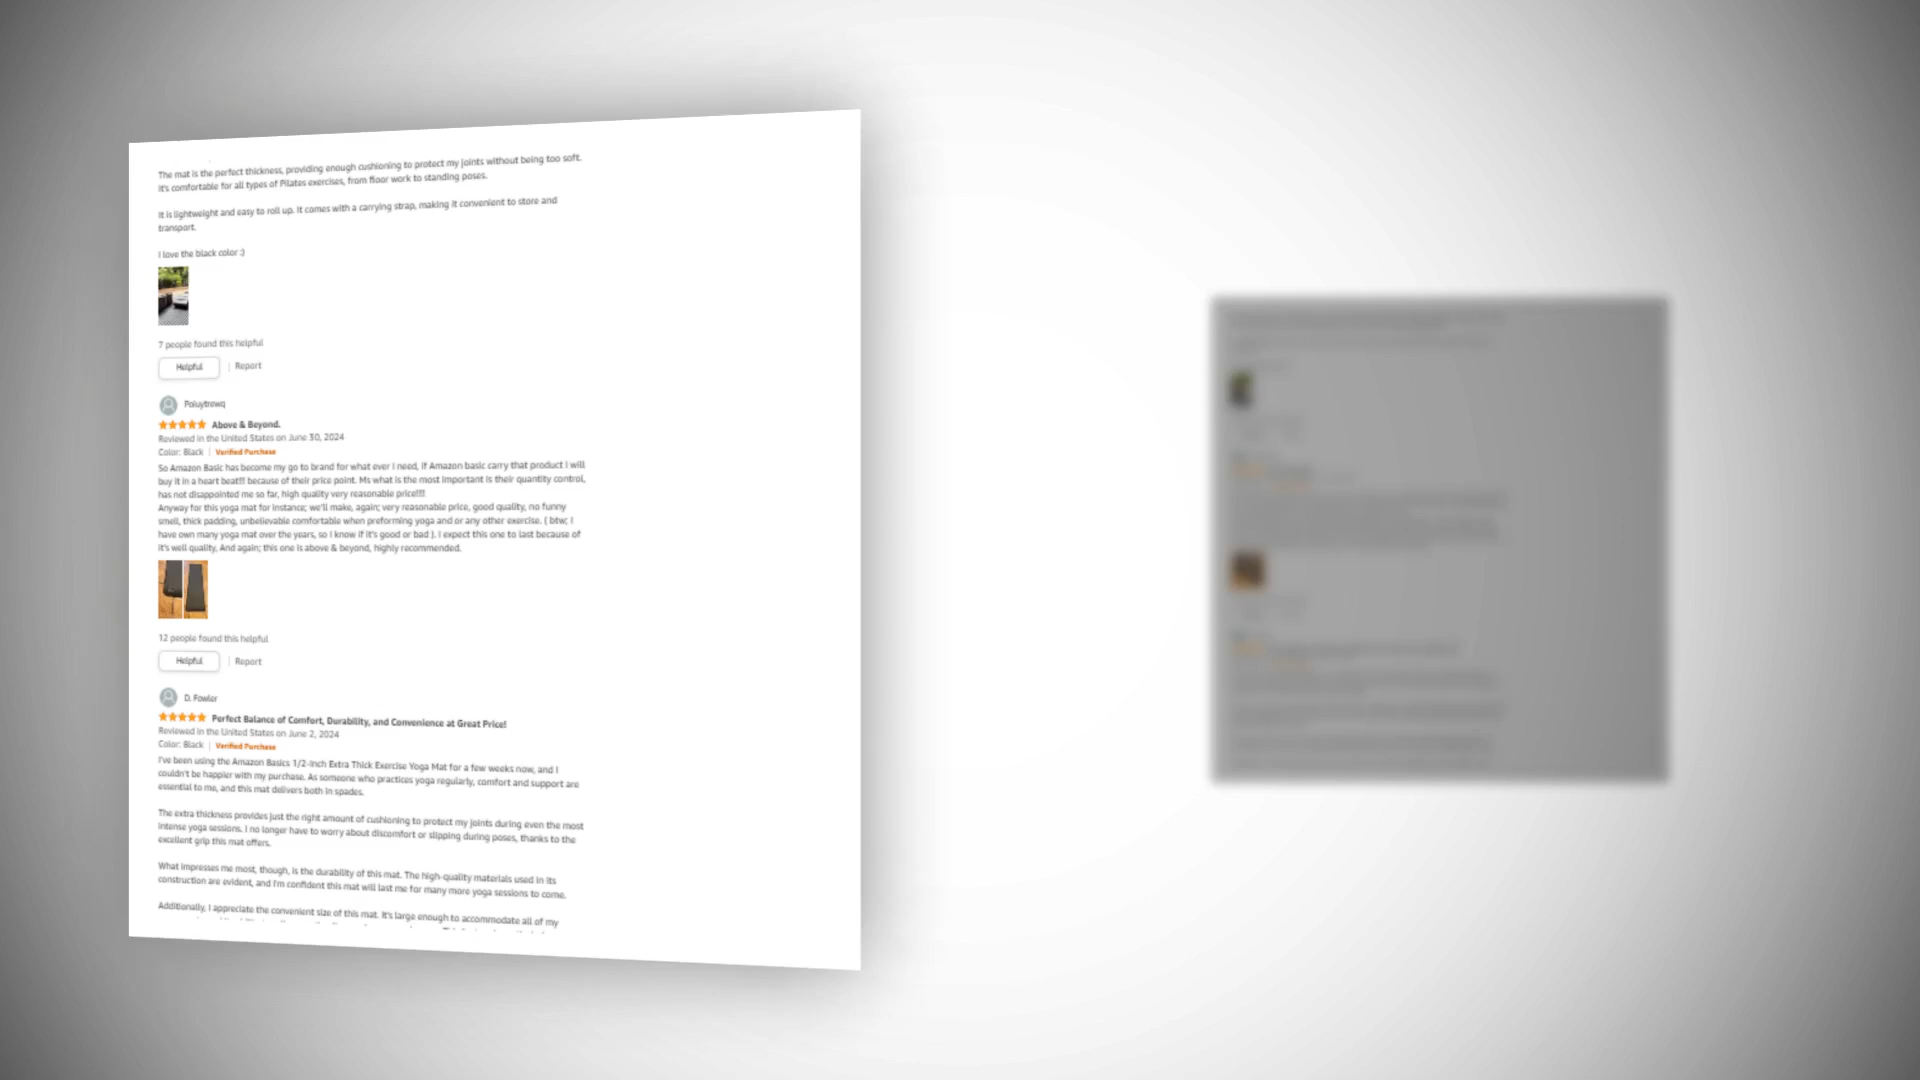 The mat is the perfect thickness, providing enough cushioning to protect my joints without being too soft.
It's comfortable for all types of Pilates exercises, from floor work to standing poses.
It is lightweight and easy to roll up. It comes with a carrying strap, making it convenient to store and
transport.
I love the black color :)
7 people found this helpful
Helpful | Report
Poluytrewq
Above & Beyond.
Reviewed in the United States on June 30, 2024
Color: Black | Verified Purchase
So Amazon Basic has become my go to brand for what ever I need, if Amazon basic carry that product I will
buy it in a heart beat!!! because of their price point. Ms what is the most important is their quantity control,
has not disappointed me so far, high quality very reasonable price!!!!
Anyway for this yoga mat for instance; we'll make, again; very reasonable price, good quality, no funny
smell, thick padding, unbelievable comfortable when preforming yoga and or any other exercise. ( btw; I
have own many yoga mat over the years, so I know if it's good or bad ). I expect this one to last because of
it's well quality, And again; this one is above & beyond, highly recommended.
12 people found this helpful
Helpful | Report
D. Fowler
Perfect Balance of Comfort, Durability, and Convenience at Great Price!
Reviewed in the United States on June 2, 2024
Color: Black | Verified Purchase
I've been using the Amazon Basics 1/2-Inch Extra Thick Exercise Yoga Mat for a few weeks now, and I
couldn't be happier with my purchase. As someone who practices yoga regularly, comfort and support are
essential to me, and this mat delivers both in spades.
The extra thickness provides just the right amount of cushioning to protect my joints during even the most
intense yoga sessions. I no longer have to worry about discomfort or slipping during poses, thanks to the
excellent grip this mat offers.
What impresses me most, though, is the durability of this mat. The high-quality materials used in its
construction are evident, and I'm confident this mat will last me for many more yoga sessions to come.
Additionally, I appreciate the convenient size of this mat. It's large enough to accommodate all of my